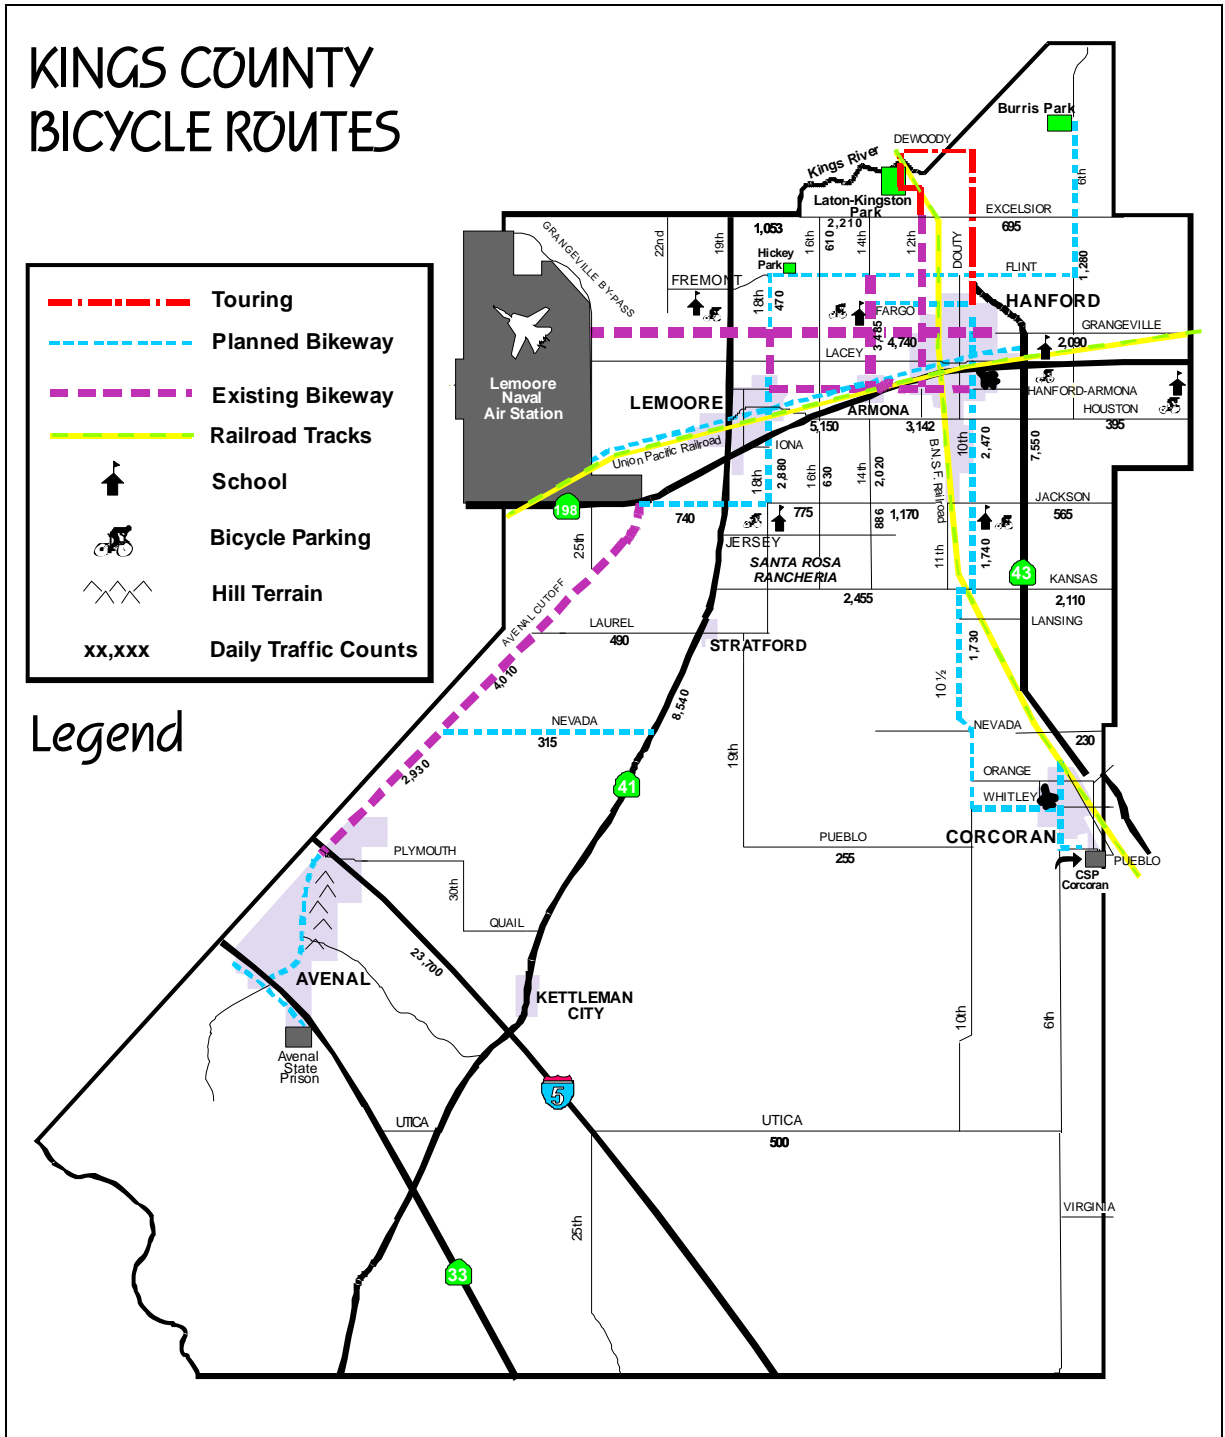 KINGS COUNTY
BICYCLE ROUTES
Touring
Planned Bikeway
Existing Bikeway
Railroad Tracks
School
Bicycle Parking
Hill Terrain
xx,xxx
Daily Traffic Counts
Legend
Burris Park
DEWOODY
Kings River
6th
Laton-Kingston
Park
EXCELSIOR
695
2,210
1,053
GRANGEVILLE BY-PASS
22nd
19th
16th
610
14th
12th
DOUTY
Hickey
Park
FLINT
1,280
FREMONT
18th
470
HANFORD
FARGO
3,485
GRANGEVILLE
4,740
2,090
LACEY
Lemoore
Naval
Air Station
LEMOORE
HANFORD-ARMONA
ARMONA
HOUSTON
5,150
3,142
395
Union Pacific Railroad
IONA
B.N.S.F. Railroad
10th
2,470
7,550
18th
2,880
16th
630
14th
2,020
JACKSON
565
198
740
775
886
1,170
25th
JERSEY
11th
1,740
SANTA ROSA
RANCHERIA
43
KANSAS
2,455
2,110
AVENAL CUTOFF
LAUREL
490
LANSING
STRATFORD
1,730
4,010
8,540
10 ½
NEVADA
315
19th
NEVADA
230
2,930
41
ORANGE
WHITLEY
CORCORAN
PLYMOUTH
PUEBLO
255
PUEBLO
CSP
Corcoran
30th
QUAIL
23,700
AVENAL
KETTLEMAN
CITY
10th
6th
Avenal
State
Prison
5
UTICA
UTICA
500
VIRGINIA
25th
33